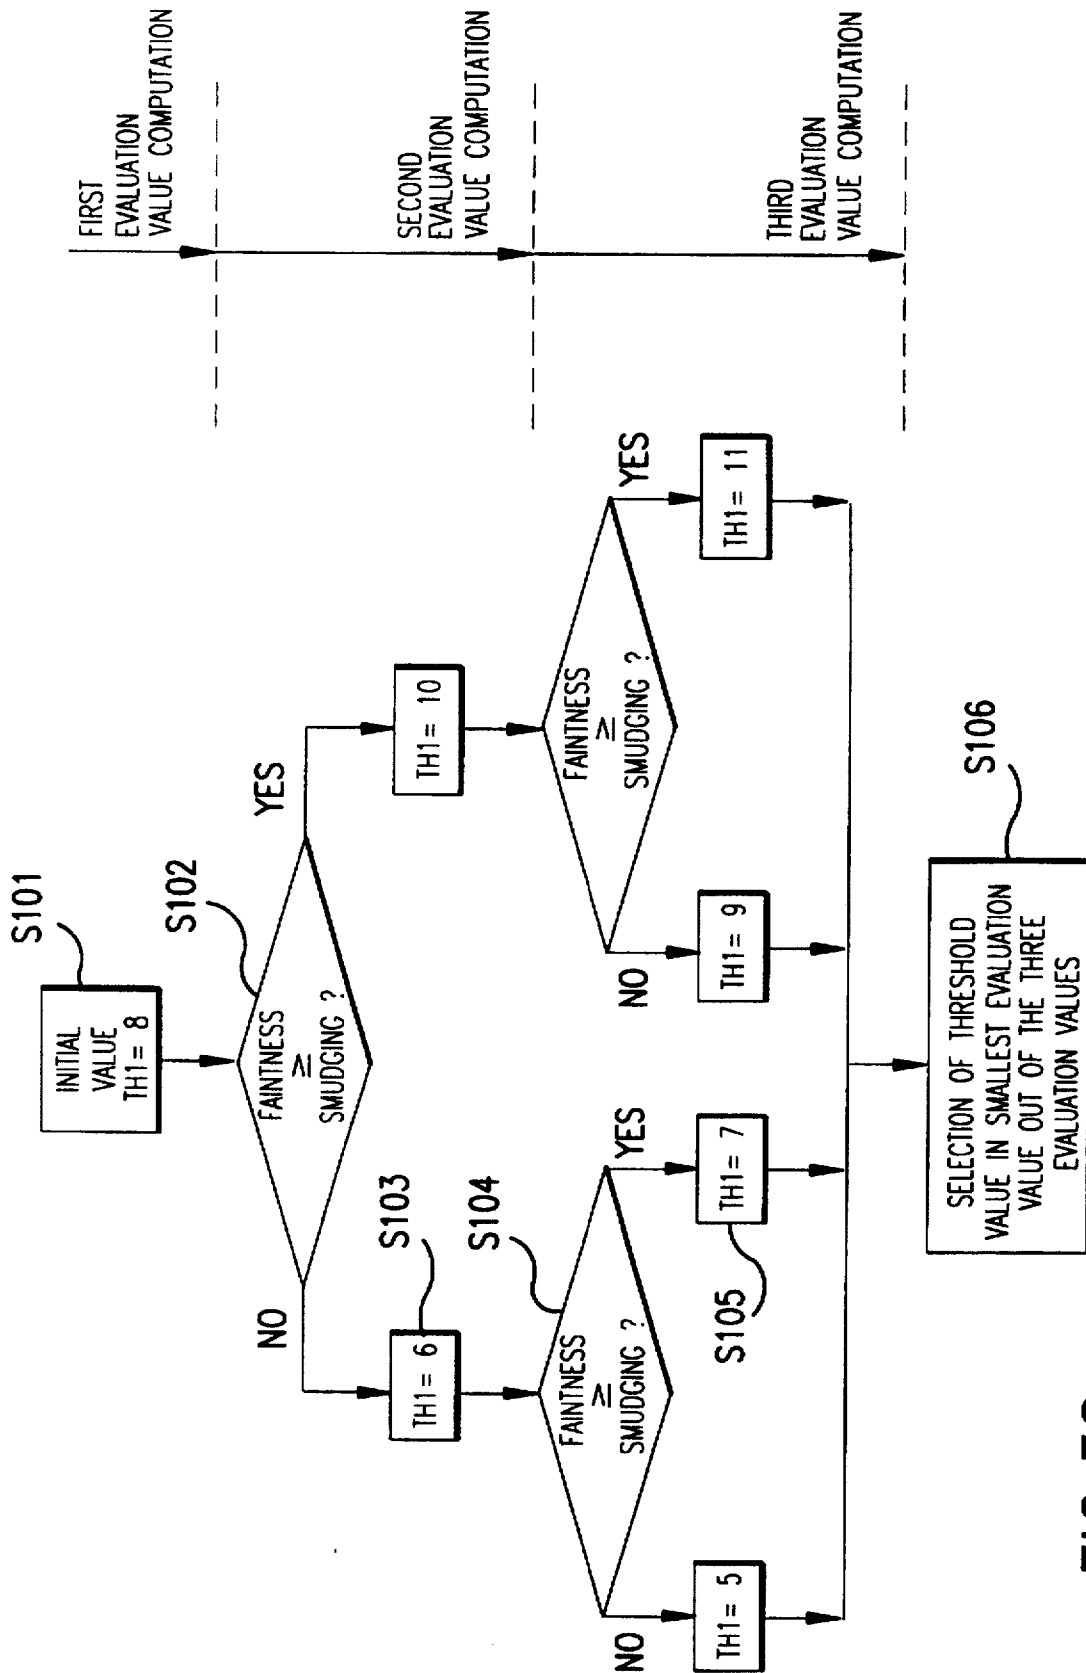 S101
INITIAL
VALUE
TH1 = 8
FIRST
EVALUATION
VALUE COMPUTATION
S102
FAINTNESS
≧
SMUDGING ?
NO
YES
S103
TH1 = 6
TH1 = 10
SECOND
EVALUATION
VALUE COMPUTATION
S104
FAINTNESS
≧
SMUDGING ?
FAINTNESS
≧
SMUDGING ?
NO
YES
NO
YES
TH1 = 5
TH1 = 7
S105
TH1 = 9
TH1 = 11
THIRD
EVALUATION
VALUE COMPUTATION
S106
SELECTION OF THRESHOLD
VALUE IN SMALLEST EVALUATION
VALUE OUT OF THE THREE
EVALUATION VALUES